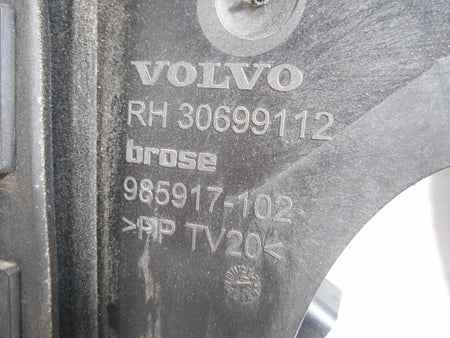 VOLVO
RH 30699112
brose
985917-102
>PP TV20<